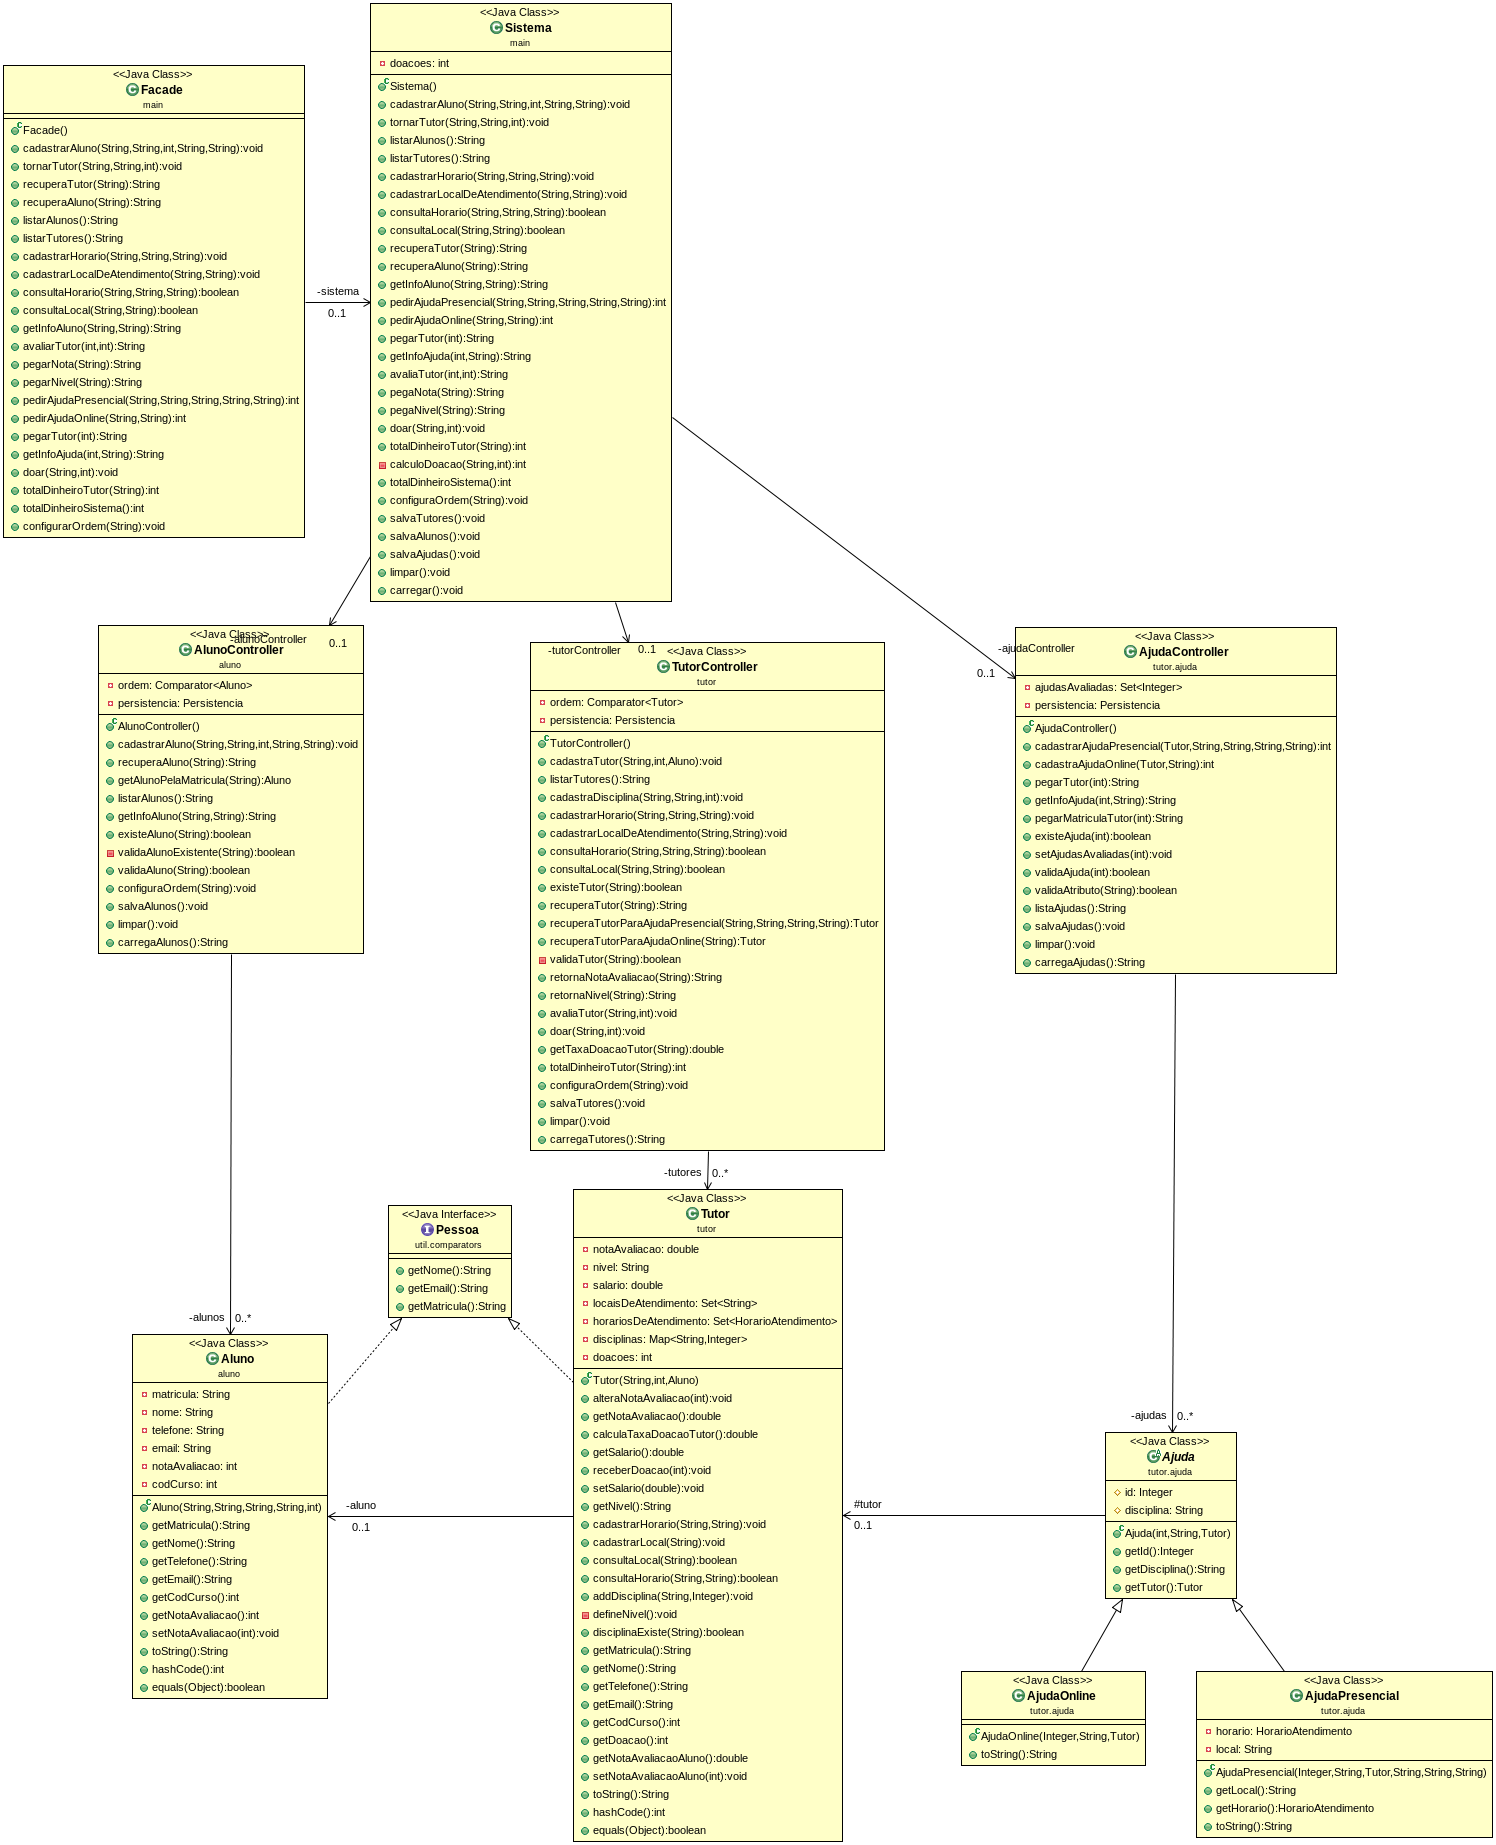 <<Java Class>>
Facade
main
Facade()
cadastrarAluno(String,String,int,String,String):void
tornarTutor(String,String,int):void
recuperaTutor(String):String
recuperaAluno(String):String
listarAlunos():String
listarTutores():String
cadastrarHorario(String,String,String):void
cadastrarLocalDeAtendimento(String,String):void
consultaHorario(String,String,String):boolean
consultaLocal(String,String):boolean
getInfoAluno(String,String):String
avaliarTutor(int,int):String
pegarNota(String):String
pegarNivel(String):String
pedirAjudaPresencial(String,String,String,String,String):int
pedirAjudaOnline(String,String):int
pegarTutor(int):String
getInfoAjuda(int,String):String
doar(String,int):void
totalDinheiroTutor(String):int
totalDinheiroSistema():int
configurarOrdem(String):void
-sistema
0..1
<<Java Class>>
Sistema
main
doacoes: int
Sistema()
cadastrarAluno(String,String,int,String,String):void
tornarTutor(String,String,int):void
listarAlunos():String
listarTutores():String
cadastrarHorario(String,String,String):void
cadastrarLocalDeAtendimento(String,String):void
consultaHorario(String,String,String):boolean
consultaLocal(String,String):boolean
recuperaTutor(String):String
recuperaAluno(String):String
getInfoAluno(String,String):String
pedirAjudaPresencial(String,String,String,String,String):int
pedirAjudaOnline(String,String):int
pegarTutor(int):String
getInfoAjuda(int,String):String
avaliaTutor(int,int):String
pegaNota(String):String
pegaNivel(String):String
doar(String,int):void
totalDinheiroTutor(String):int
calculoDoacao(String,int):int
totalDinheiroSistema():int
configuraOrdem(String):void
salvaTutores():void
salvaAlunos():void
salvaAjudas():void
limpar():void
carregar():void
-alunoController
0..1
<<Java Class>>
AlunoController
aluno
ordem: Comparator<Aluno>
persistencia: Persistencia
AlunoController()
cadastrarAluno(String,String,int,String,String):void
recuperaAluno(String):String
getAlunoPelaMatricula(String):Aluno
listarAlunos():String
getInfoAluno(String,String):String
existeAluno(String):boolean
validaAlunoExistente(String):boolean
validaAluno(String):boolean
configuraOrdem(String):void
salvaAlunos():void
limpar():void
carregaAlunos():String
-tutorController
0..1
<<Java Class>>
TutorController
tutor
ordem: Comparator<Tutor>
persistencia: Persistencia
TutorController()
cadastraTutor(String,int,Aluno):void
listarTutores():String
cadastraDisciplina(String,String,int):void
cadastrarHorario(String,String,String):void
cadastrarLocalDeAtendimento(String,String):void
consultaHorario(String,String,String):boolean
consultaLocal(String,String):boolean
existeTutor(String):boolean
recuperaTutor(String):String
recuperaTutorParaAjudaPresencial(String,String,String,String):Tutor
recuperaTutorParaAjudaOnline(String):Tutor
validaTutor(String):boolean
retornaNotaAvaliacao(String):String
retornaNivel(String):String
avaliaTutor(String,int):void
doar(String,int):void
getTaxaDoacaoTutor(String):double
totalDinheiroTutor(String):int
configuraOrdem(String):void
salvaTutores():void
limpar():void
carregaTutores():String
-ajudaController
0..1
<<Java Class>>
AjudaController
tutor.ajuda
ajudasAvaliadas: Set<Integer>
persistencia: Persistencia
AjudaController()
cadastrarAjudaPresencial(Tutor,String,String,String,String):int
cadastraAjudaOnline(Tutor,String):int
pegarTutor(int):String
getInfoAjuda(int,String):String
pegarMatriculaTutor(int):String
existeAjuda(int):boolean
setAjudasAvaliadas(int):void
validaAjuda(int):boolean
validaAtributo(String):boolean
listaAjudas():String
salvaAjudas():void
limpar():void
carregaAjudas():String
-alunos
0..*
<<Java Class>>
Aluno
aluno
matricula: String
nome: String
telefone: String
email: String
notaAvaliacao: int
codCurso: int
Aluno(String,String,String,String,int)
getMatricula():String
getNome():String
getTelefone():String
getEmail():String
getCodCurso():int
getNotaAvaliacao():int
setNotaAvaliacao(int):void
toString():String
hashCode():int
equals(Object):boolean
<<Java Interface>>
Pessoa
util.comparators
getNome():String
getEmail():String
getMatricula():String
-aluno
0..1
-tutores
0..*
<<Java Class>>
Tutor
tutor
notaAvaliacao: double
nivel: String
salario: double
locaisDeAtendimento: Set<String>
horariosDeAtendimento: Set<HorarioAtendimento>
disciplinas: Map<String,Integer>
doacoes: int
Tutor(String,int,Aluno)
alteraNotaAvaliacao(int):void
getNotaAvaliacao():double
calculaTaxaDoacaoTutor():double
getSalario():double
receberDoacao(int):void
setSalario(double):void
getNivel():String
cadastrarHorario(String,String):void
cadastrarLocal(String):void
consultaLocal(String):boolean
consultaHorario(String,String):boolean
addDisciplina(String,Integer):void
defineNivel():void
disciplinaExiste(String):boolean
getMatricula():String
getNome():String
getTelefone():String
getEmail():String
getCodCurso():int
getDoacao():int
getNotaAvaliacaoAluno():double
setNotaAvaliacaoAluno(int):void
toString():String
hashCode():int
equals(Object):boolean
#tutor
0..1
-ajudas
0..*
<<Java Class>>
Ajuda
tutor.ajuda
id: Integer
disciplina: String
Ajuda(int,String,Tutor)
getId():Integer
getDisciplina():String
getTutor():Tutor
<<Java Class>>
AjudaOnline
tutor.ajuda
AjudaOnline(Integer,String,Tutor)
toString():String
<<Java Class>>
AjudaPresencial
tutor.ajuda
horario: HorarioAtendimento
local: String
AjudaPresencial(Integer,String,Tutor,String,String,String)
getLocal():String
getHorario():HorarioAtendimento
toString():String